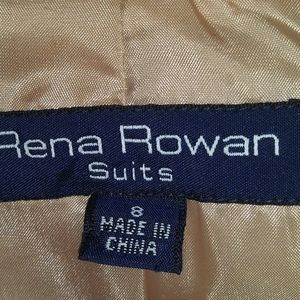 Rena Rowan
Suits
8
MADE IN
CHINA